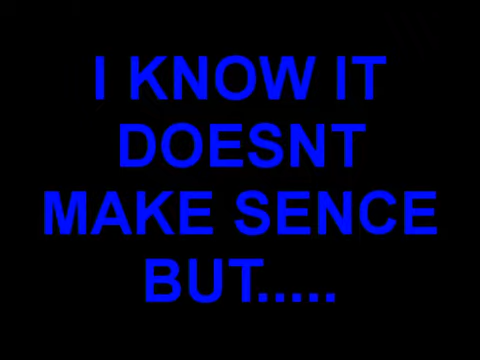 I KNOW IT
DOESNT
MAKE SENCE
BUT.....